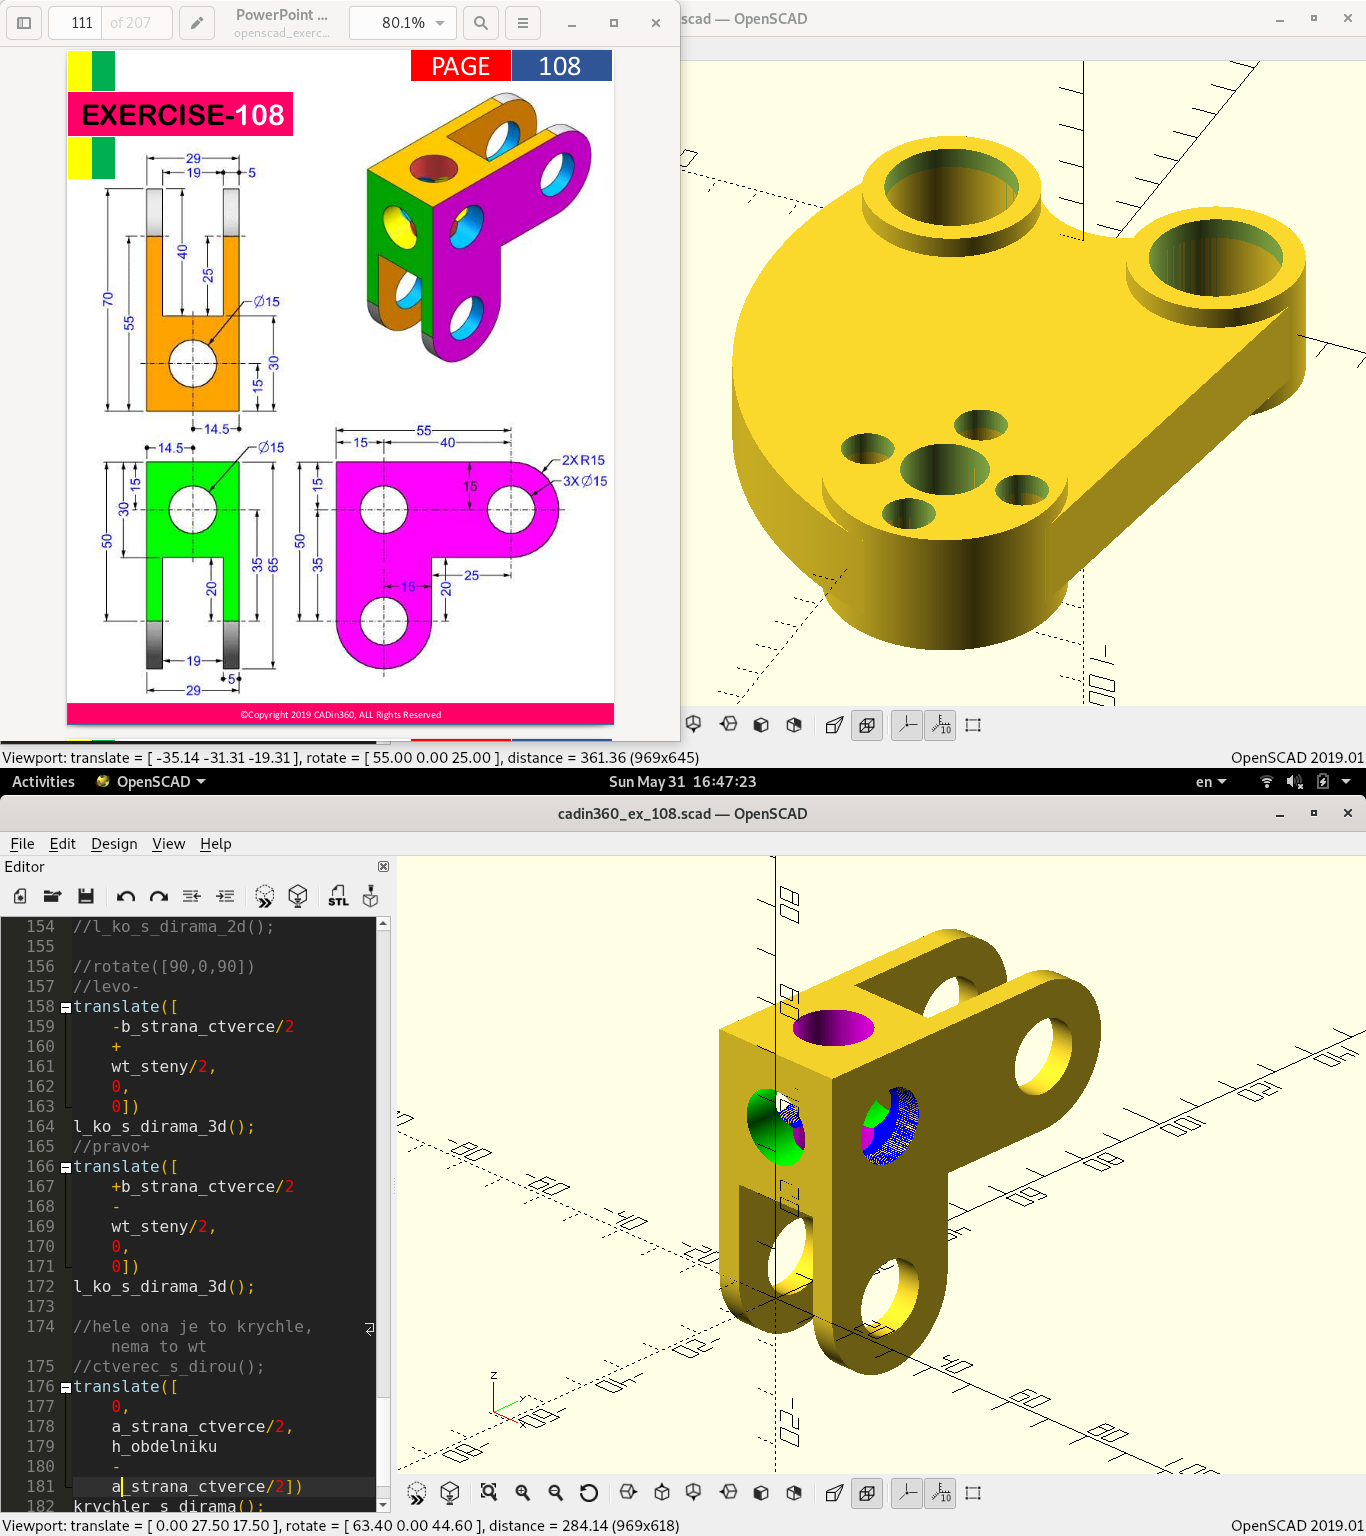 111 of 207
PowerPoint ...
openscad_exerc...
80.1%
scad — OpenSCAD
PAGE 108
EXERCISE-108
29
19
5
40
25
70
55
Ø15
30
15
14.5
14.5
Ø15
15
30
50
35
65
20
19
5
29
55
15
40
2XR15
3XØ15
15
15
50
35
25
15
20
©Copyright 2019 CADin360, ALL Rights Reserved
10
Viewport: translate = [ -35.14 -31.31 -19.31 ], rotate = [ 55.00 0.00 25.00 ], distance = 361.36 (969x645)
OpenSCAD 2019.01
Activities
OpenSCAD
Sun May 31 16:47:23
en
cadin360_ex_108.scad — OpenSCAD
File Edit Design View Help
Editor
STL
154 //l_ko_s_dirama_2d();
155
156 //rotate([90,0,90])
157 //levo-
158 translate([
159 -b_strana_ctverce/2
160 +
161 wt_steny/2,
162 0,
163 0])
164 l_ko_s_dirama_3d();
165 //pravo+
166 translate([
167 +b_strana_ctverce/2
168 -
169 wt_steny/2,
170 0,
171 0])
172 l_ko_s_dirama_3d();
173
174 //hele ona je to krychle,
nema to wt
175 //ctverec_s_dirou();
176 translate([
177 0,
178 a_strana_ctverce/2,
179 h_obdelniku
180 -
181 a_strana_ctverce/2])
182 krychler_s_dirama();
z
10
Viewport: translate = [ 0.00 27.50 17.50 ], rotate = [ 63.40 0.00 44.60 ], distance = 284.14 (969x618)
OpenSCAD 2019.01